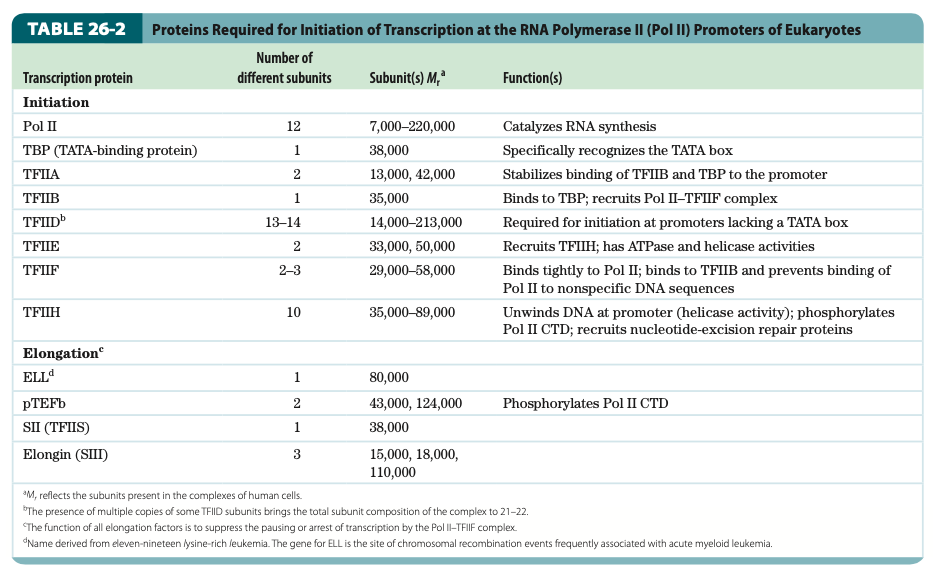 TABLE 26-2 Proteins Required for Initiation of Transcription at the RNA Polymerase II (Pol II) Promoters of Eukaryotes
Number of
Transcription protein different subunits Subunit(s) Mrᵃ Function(s)
Initiation
Pol II 12 7,000–220,000 Catalyzes RNA synthesis
TBP (TATA-binding protein) 1 38,000 Specifically recognizes the TATA box
TFIIA 2 13,000, 42,000 Stabilizes binding of TFIIB and TBP to the promoter
TFIIB 1 35,000 Binds to TBP; recruits Pol II–TFIIF complex
TFIIDᵇ 13–14 14,000–213,000 Required for initiation at promoters lacking a TATA box
TFIIE 2 33,000, 50,000 Recruits TFIIH; has ATPase and helicase activities
TFIIF 2–3 29,000–58,000 Binds tightly to Pol II; binds to TFIIB and prevents binding of
Pol II to nonspecific DNA sequences
TFIIH 10 35,000–89,000 Unwinds DNA at promoter (helicase activity); phosphorylates
Pol II CTD; recruits nucleotide-excision repair proteins
Elongationᶜ
ELLᵈ 1 80,000
pTEFb 2 43,000, 124,000 Phosphorylates Pol II CTD
SII (TFIIS) 1 38,000
Elongin (SIII) 3 15,000, 18,000,
110,000
ᵃMr reflects the subunits present in the complexes of human cells.
ᵇThe presence of multiple copies of some TFIID subunits brings the total subunit composition of the complex to 21–22.
ᶜThe function of all elongation factors is to suppress the pausing or arrest of transcription by the Pol II–TFIIF complex.
ᵈName derived from eleven-nineteen lysine-rich leukemia. The gene for ELL is the site of chromosomal recombination events frequently associated with acute myeloid leukemia.